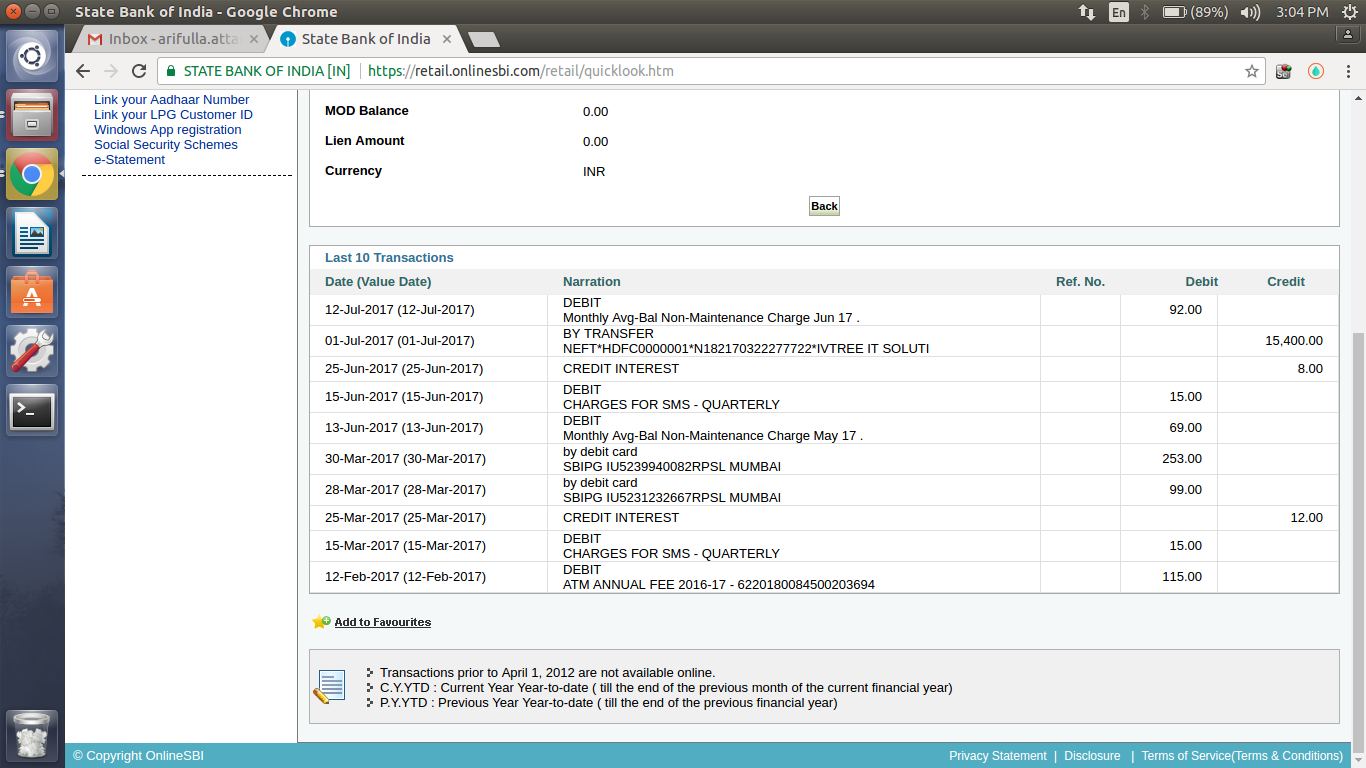 State Bank of India - Google Chrome
En
(89%)
3:04 PM
Inbox - arifulla.atta
State Bank of India
STATE BANK OF INDIA [IN]
https://retail.onlinesbi.com/retail/quicklook.htm
Link your Aadhaar Number
Link your LPG Customer ID
Windows App registration
Social Security Schemes
e-Statement
MOD Balance 0.00
Lien Amount 0.00
Currency INR
Back
Last 10 Transactions
Date (Value Date) Narration Ref. No. Debit Credit
12-Jul-2017 (12-Jul-2017) DEBIT
Monthly Avg-Bal Non-Maintenance Charge Jun 17 . 92.00
01-Jul-2017 (01-Jul-2017) BY TRANSFER
NEFT*HDFC0000001*N182170322277722*IVTREE IT SOLUTI 15,400.00
25-Jun-2017 (25-Jun-2017) CREDIT INTEREST 8.00
15-Jun-2017 (15-Jun-2017) DEBIT
CHARGES FOR SMS - QUARTERLY 15.00
13-Jun-2017 (13-Jun-2017) DEBIT
Monthly Avg-Bal Non-Maintenance Charge May 17 . 69.00
30-Mar-2017 (30-Mar-2017) by debit card
SBIPG IU5239940082RPSL MUMBAI 253.00
28-Mar-2017 (28-Mar-2017) by debit card
SBIPG IU5231232667RPSL MUMBAI 99.00
25-Mar-2017 (25-Mar-2017) CREDIT INTEREST 12.00
15-Mar-2017 (15-Mar-2017) DEBIT
CHARGES FOR SMS - QUARTERLY 15.00
12-Feb-2017 (12-Feb-2017) DEBIT
ATM ANNUAL FEE 2016-17 - 6220180084500203694 115.00
Add to Favourites
Transactions prior to April 1, 2012 are not available online.
C.Y.YTD : Current Year Year-to-date ( till the end of the previous month of the current financial year)
P.Y.YTD : Previous Year Year-to-date ( till the end of the previous financial year)
© Copyright OnlineSBI
Privacy Statement | Disclosure | Terms of Service(Terms & Conditions)